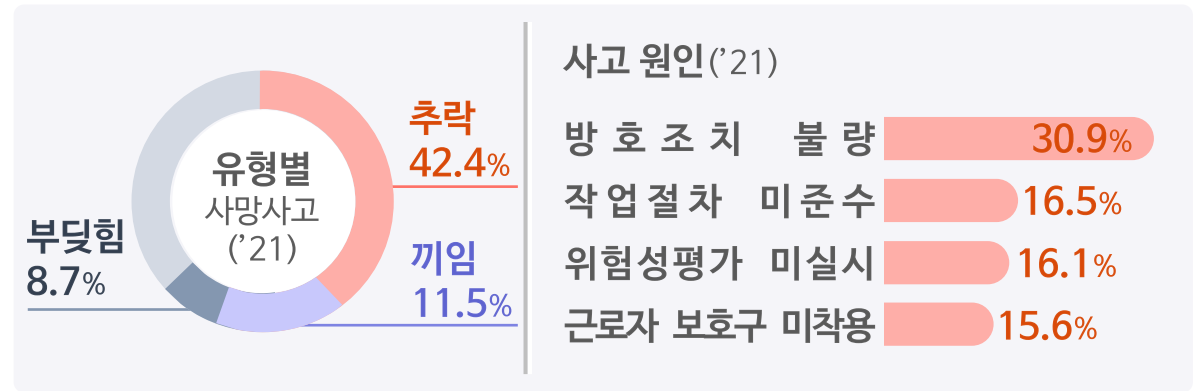 유형별
사망사고
(’21)
추락
42.4%
끼임
11.5%
부딪힘
8.7%
사고 원인(’21)
방호조치 불량 30.9%
작업절차 미준수 16.5%
위험성평가 미실시 16.1%
근로자 보호구 미착용 15.6%